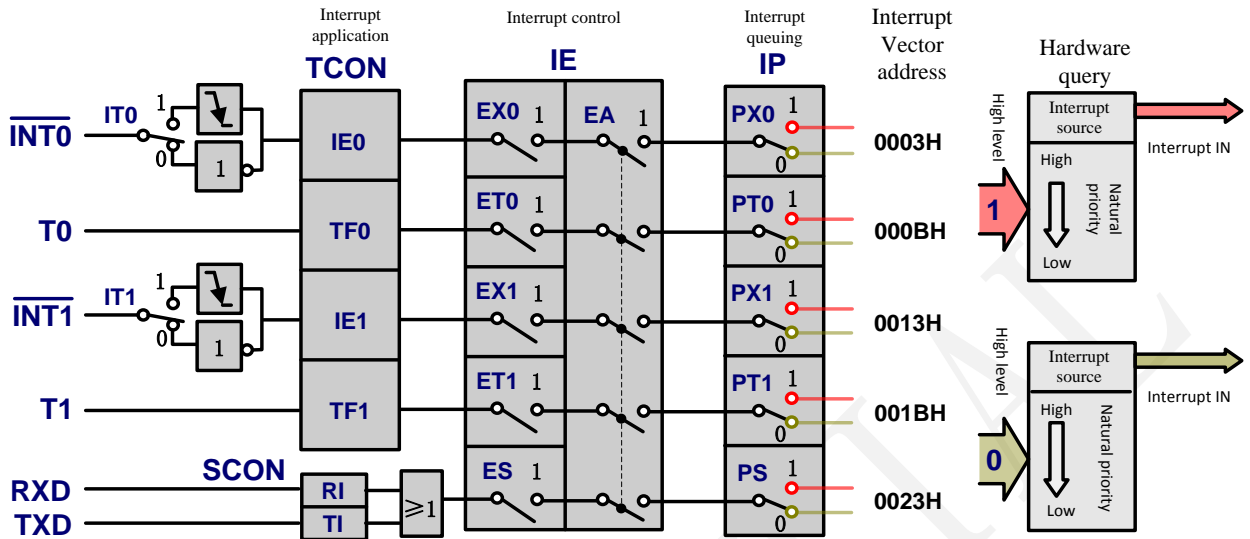 Interrupt
application
Interrupt control
Interrupt
queuing
Interrupt
Vector
address
Hardware
query
TCON
IE
IP
INT0
IT0
1
0
1
IE0
EX0
1
EA
1
PX0
1
0
0003H
T0
TF0
ET0
1
PT0
1
0
000BH
INT1
IT1
1
0
1
IE1
EX1
1
PX1
1
0
0013H
T1
TF1
ET1
1
PT1
1
0
001BH
SCON
RXD
RI
TXD
TI
≥1
ES
1
PS
1
0
0023H
High level
1
Interrupt
source
High
Natural
priority
Low
Interrupt IN
High level
0
Interrupt
source
High
Natural priority
Low
Interrupt IN